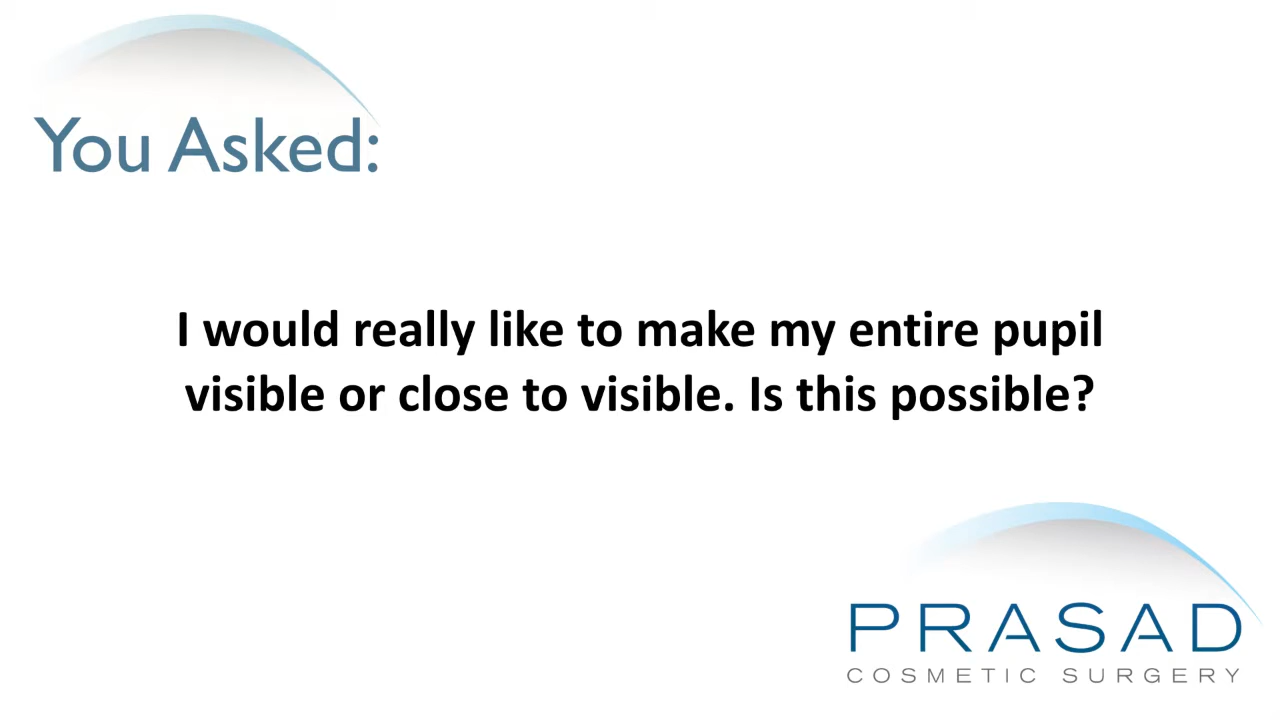 You Asked:
I would really like to make my entire pupil
visible or close to visible. Is this possible?
PRASAD
COSMETIC SURGERY